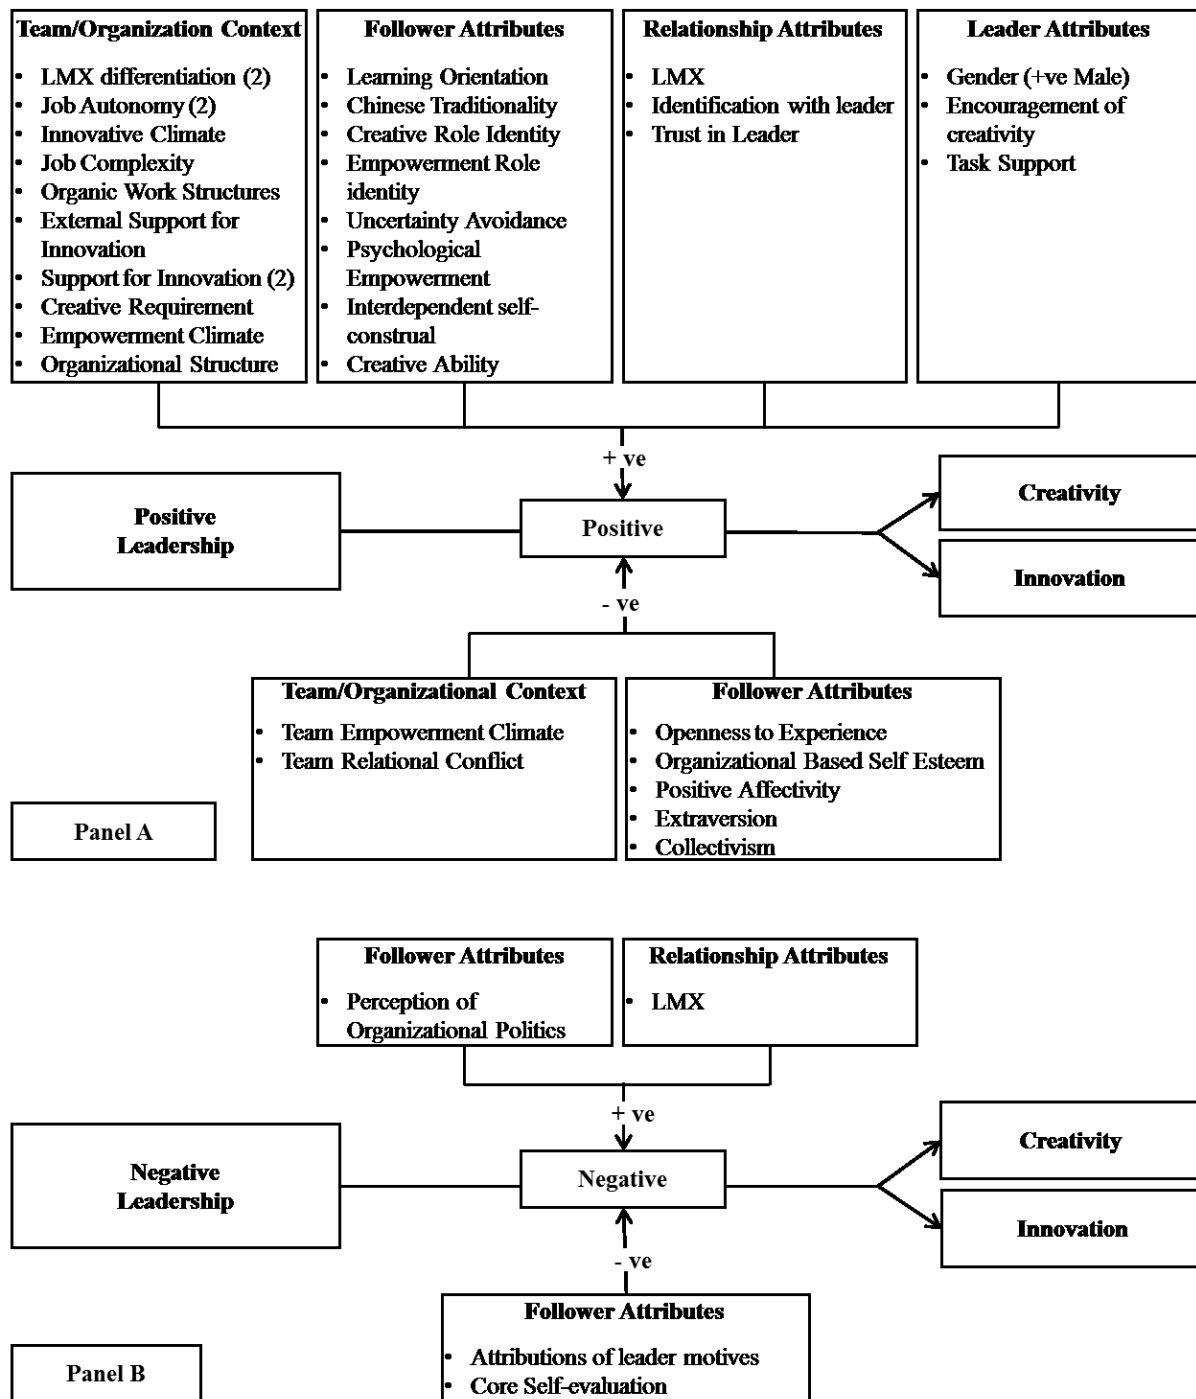 Team/Organization Context
• LMX differentiation (2)
• Job Autonomy (2)
• Innovative Climate
• Job Complexity
• Organic Work Structures
• External Support for
Innovation
• Support for Innovation (2)
• Creative Requirement
• Empowerment Climate
• Organizational Structure
Follower Attributes
• Learning Orientation
• Chinese Traditionality
• Creative Role Identity
• Empowerment Role
identity
• Uncertainty Avoidance
• Psychological
Empowerment
• Interdependent self-
construal
• Creative Ability
Relationship Attributes
• LMX
• Identification with leader
• Trust in Leader
Leader Attributes
• Gender (+ve Male)
• Encouragement of
creativity
• Task Support
+ ve
Positive
Leadership
Positive
Creativity
Innovation
- ve
Team/Organizational Context
• Team Empowerment Climate
• Team Relational Conflict
Follower Attributes
• Openness to Experience
• Organizational Based Self Esteem
• Positive Affectivity
• Extraversion
• Collectivism
Panel A
Follower Attributes
• Perception of
Organizational Politics
Relationship Attributes
• LMX
+ ve
Negative
Leadership
Negative
Creativity
Innovation
- ve
Follower Attributes
• Attributions of leader motives
• Core Self-evaluation
Panel B